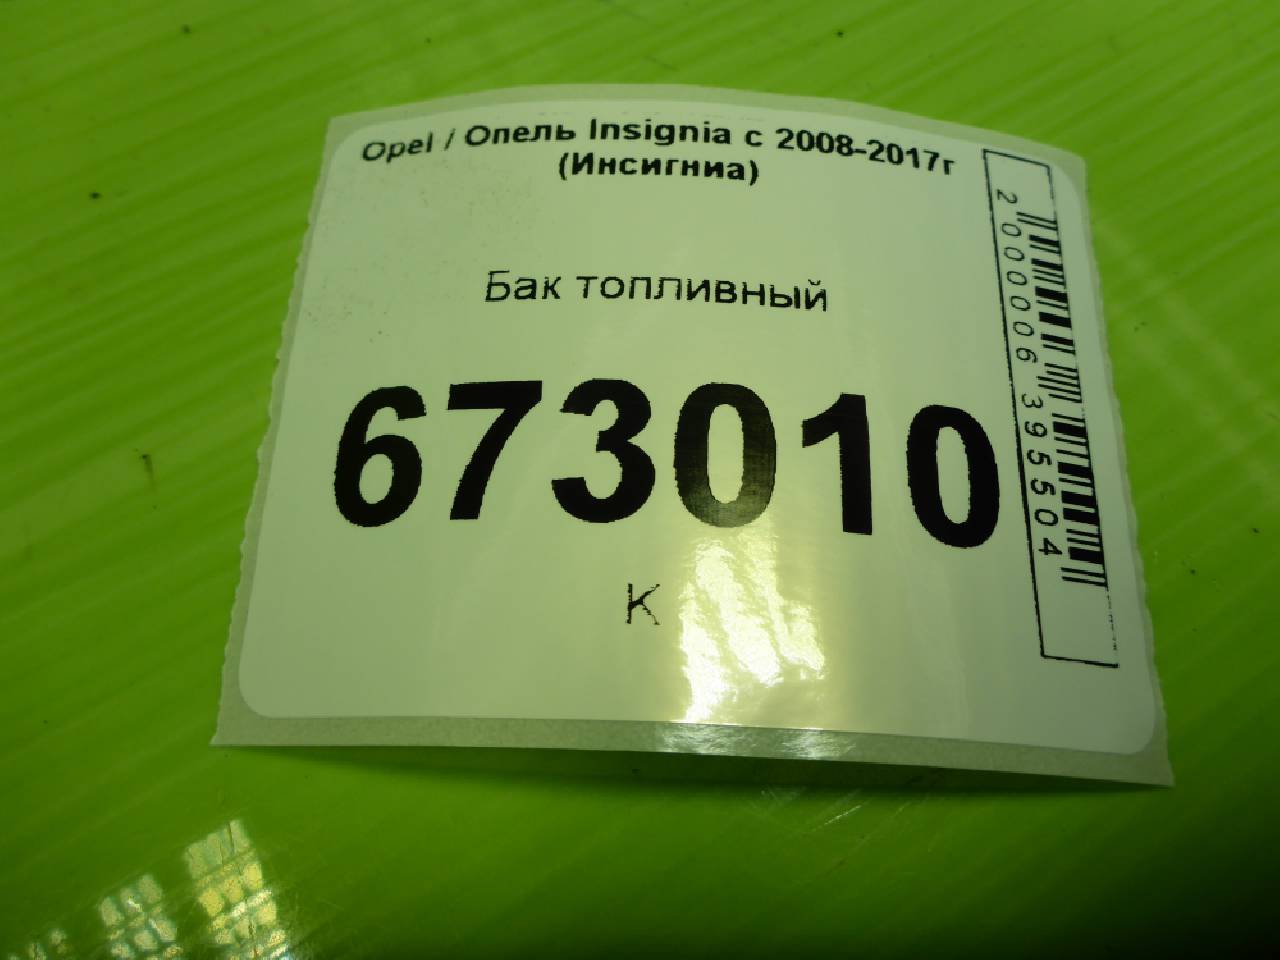 Opel / Опель Insignia с 2008-2017г
(Инсигниа)
Бак топливный
673010
К
2000006395504